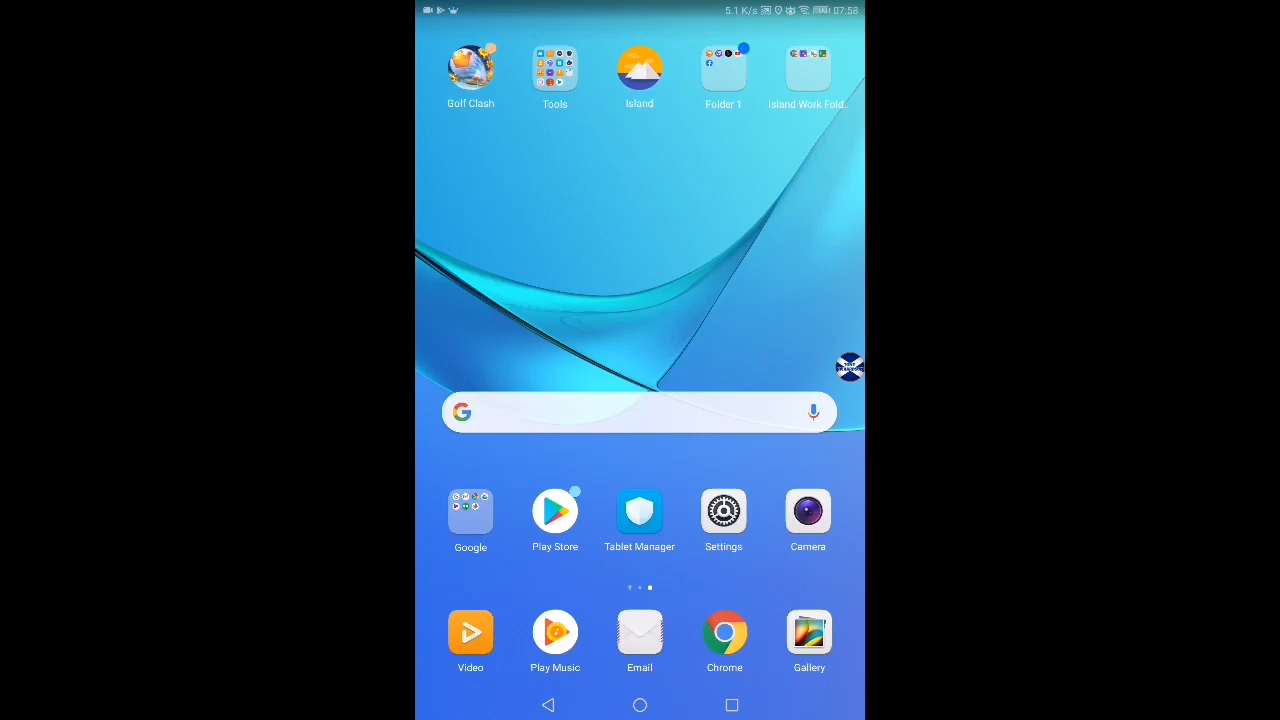 5.1 K/s 07:58
Golf Clash
Tools
Island
Folder 1
Island Work Fold..
Google
Play Store
Tablet Manager
Settings
Camera
Video
Play Music
Email
Chrome
Gallery